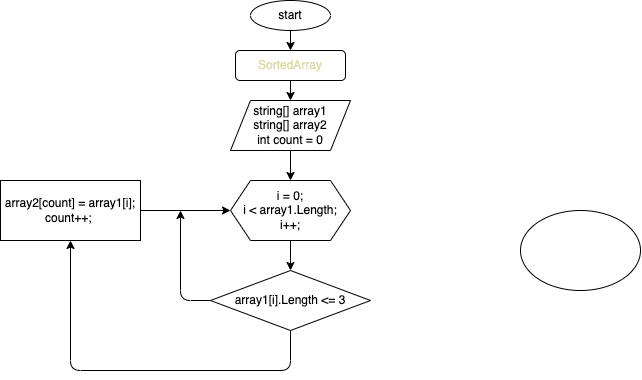 start
SortedArray
string[] array1
string[] array2
int count = 0
array2[count] = array1[i];
count++;
i = 0;
i < array1.Length;
i++;
array1[i].Length <= 3